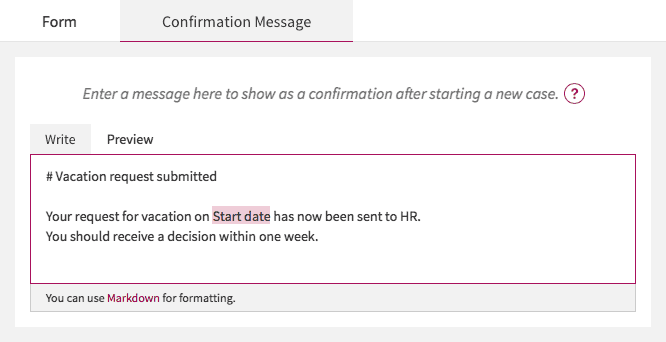 Form Confirmation Message
Enter a message here to show as a confirmation after starting a new case. ?
Write Preview
# Vacation request submitted
Your request for vacation on Start date has now been sent to HR.
You should receive a decision within one week.
You can use Markdown for formatting.